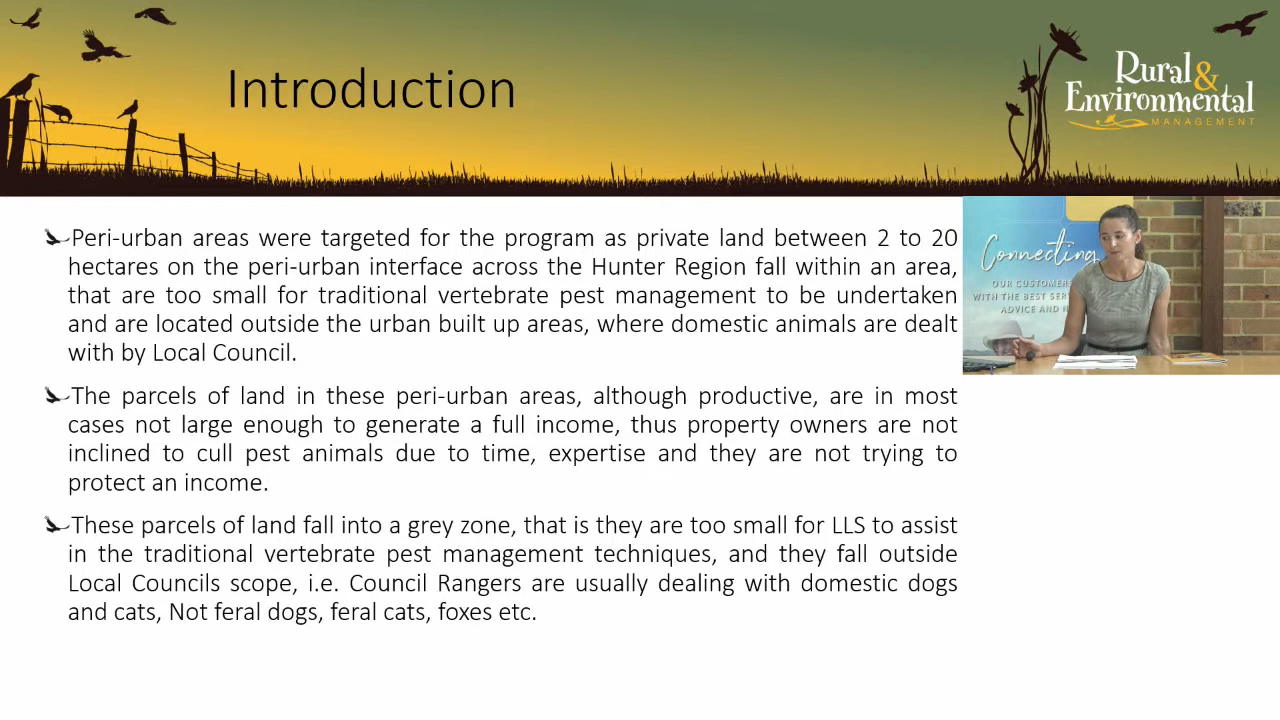 Introduction
Rural &
Environmental
MANAGEMENT
Peri-urban areas were targeted for the program as private land between 2 to 20
hectares on the peri-urban interface across the Hunter Region fall within an area,
that are too small for traditional vertebrate pest management to be undertaken
and are located outside the urban built up areas, where domestic animals are dealt
with by Local Council.
The parcels of land in these peri-urban areas, although productive, are in most
cases not large enough to generate a full income, thus property owners are not
inclined to cull pest animals due to time, expertise and they are not trying to
protect an income.
These parcels of land fall into a grey zone, that is they are too small for LLS to assist
in the traditional vertebrate pest management techniques, and they fall outside
Local Councils scope, i.e. Council Rangers are usually dealing with domestic dogs
and cats, Not feral dogs, feral cats, foxes etc.
Connecting
OUR CUSTOMERS
WITH THE BEST SER
ADVICE AND